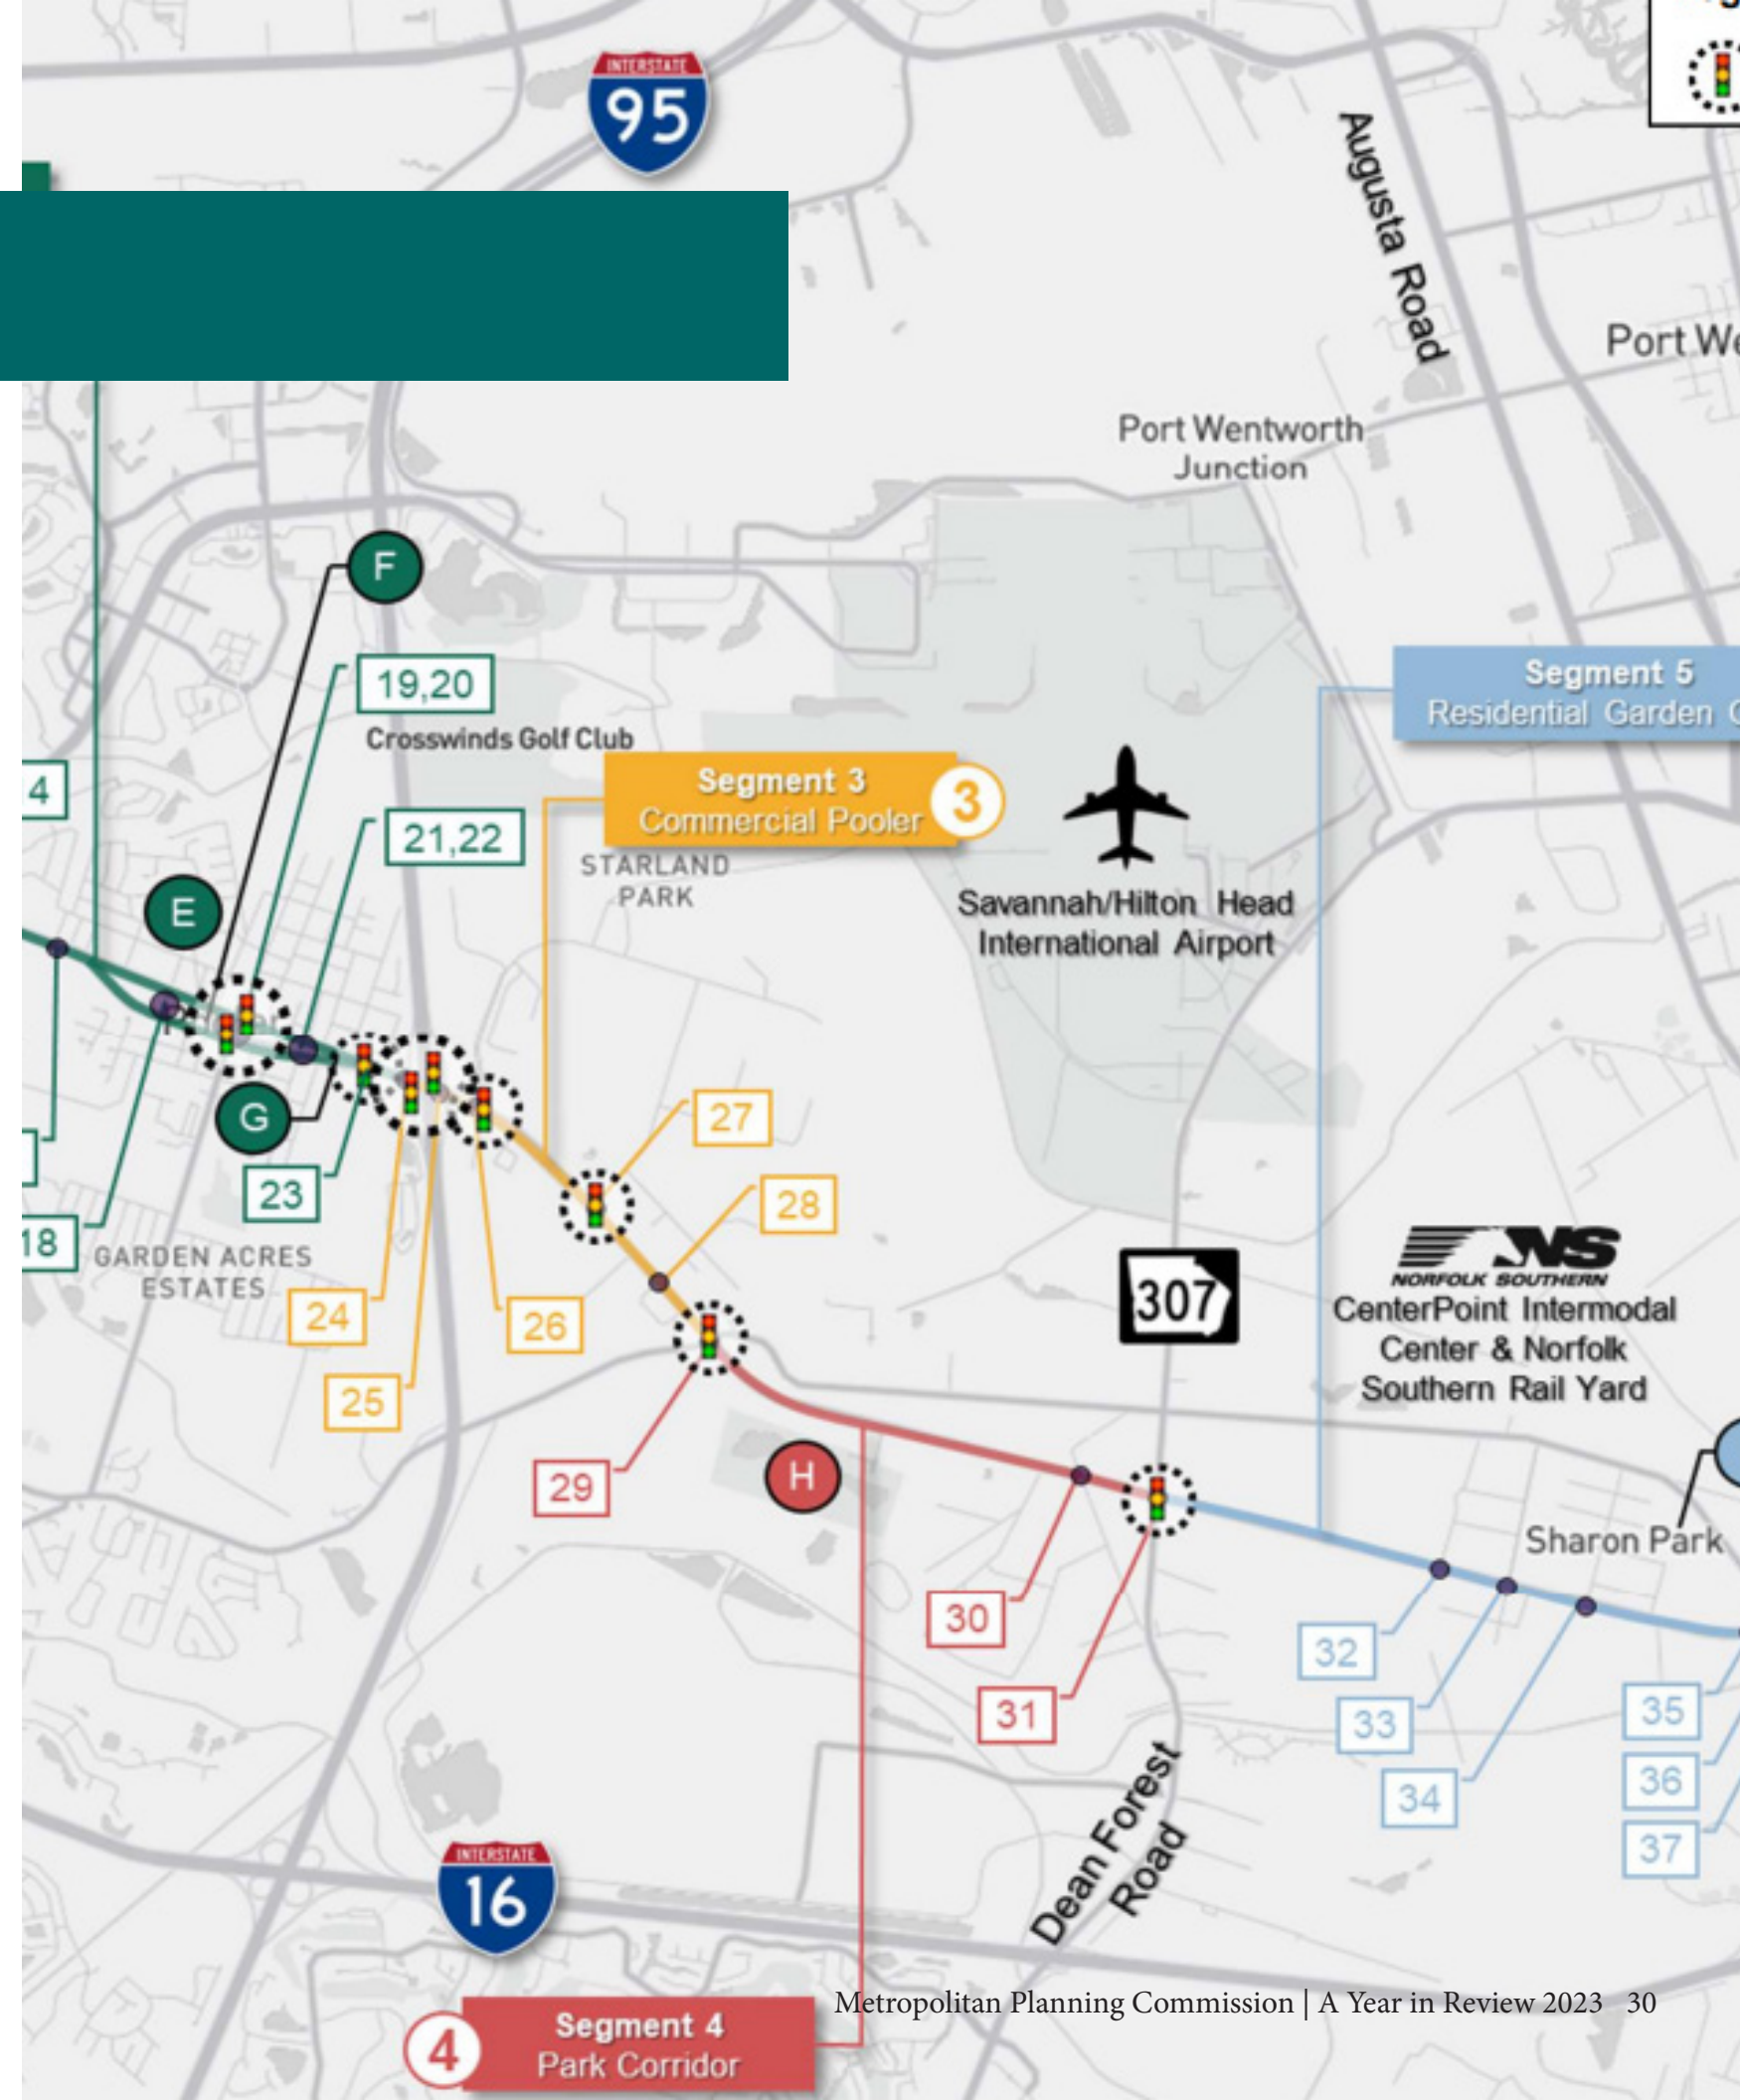 INTERSTATE
95
Augusta Road
Port We
Port Wentworth
Junction
F
19,20
Crosswinds Golf Club
Segment 5
Residential Garden C
4
Segment 3
Commercial Pooler
3
21,22
STARLAND
PARK
Savannah/Hilton Head
International Airport
E
G
23
27
28
18
GARDEN ACRES
ESTATES
24
26
25
307
NS
NORFOLK SOUTHERN
CenterPoint Intermodal
Center & Norfolk
Southern Rail Yard
29
H
Sharon Park
30
31
32
33
34
35
36
37
Dean Forest
Road
INTERSTATE
16
Metropolitan Planning Commission | A Year in Review 2023 30
4
Segment 4
Park Corridor